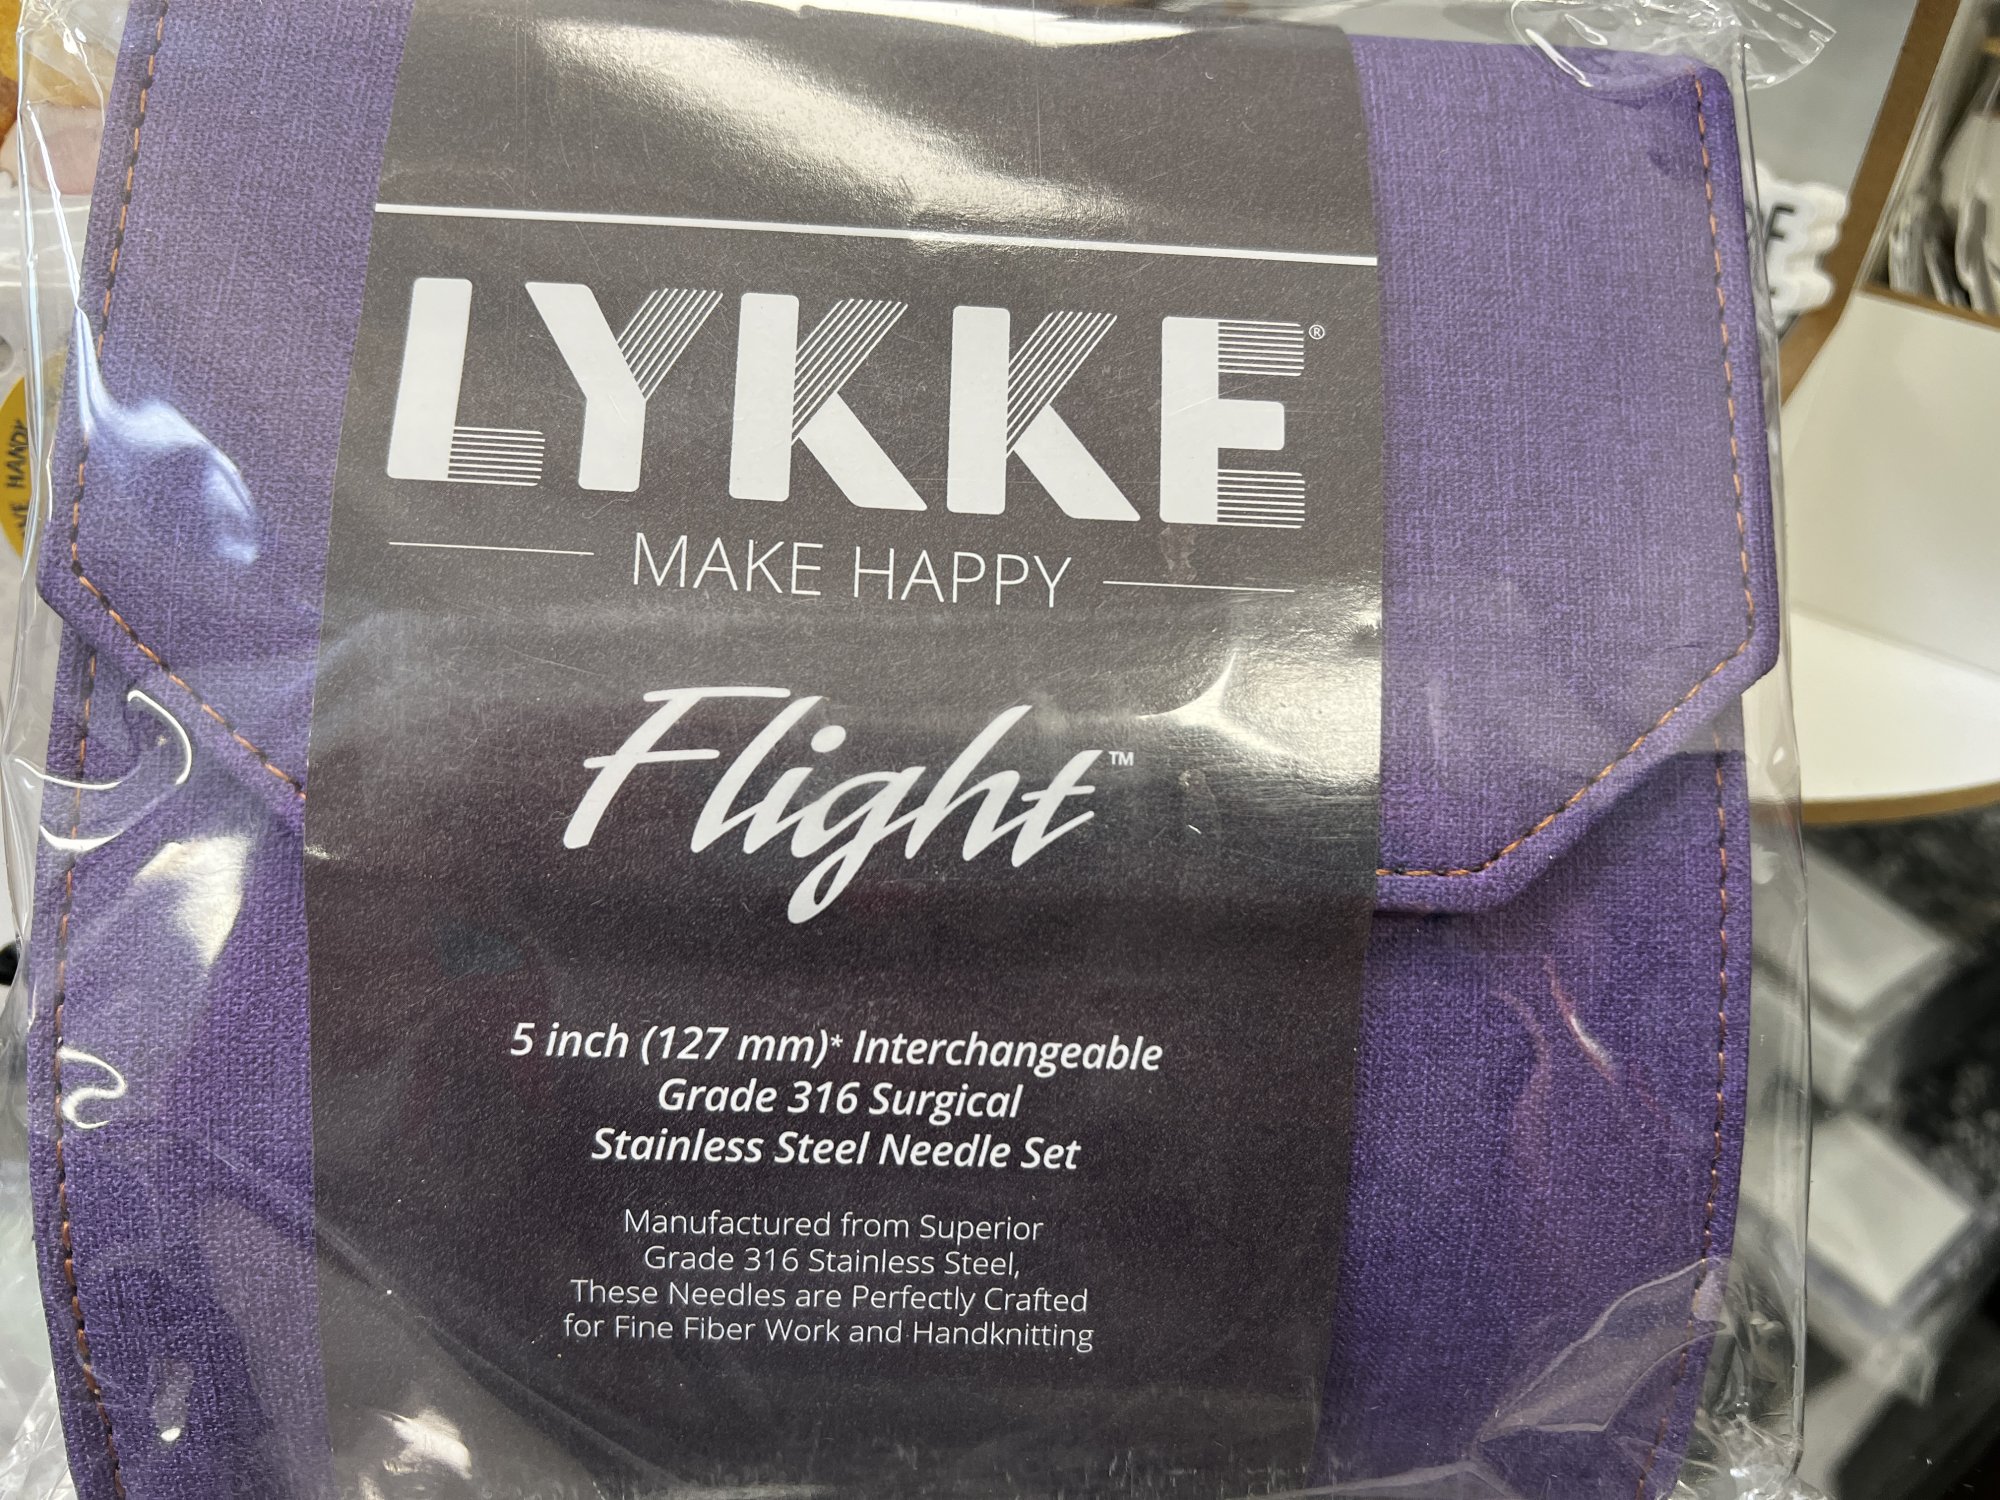 LYKKE®
MAKE HAPPY
Flight™
5 inch (127 mm)* Interchangeable
Grade 316 Surgical
Stainless Steel Needle Set
Manufactured from Superior
Grade 316 Stainless Steel,
These Needles are Perfectly Crafted
for Fine Fiber Work and Handknitting